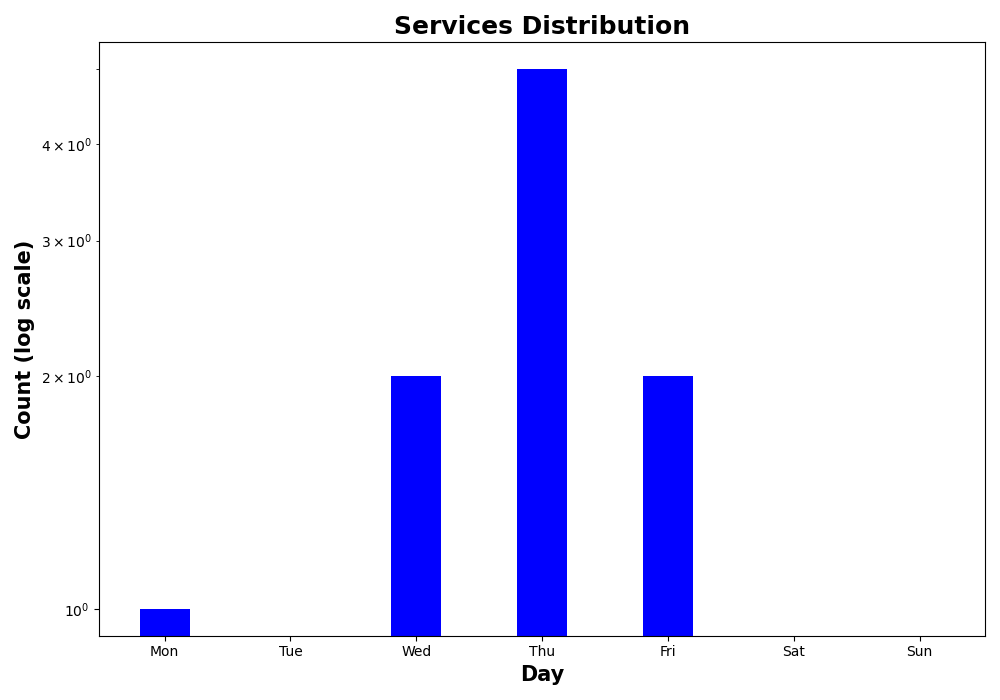 Services Distribution
Count (log scale)
4 × 10⁰
3 × 10⁰
2 × 10⁰
10⁰
Mon Tue Wed Thu Fri Sat Sun
Day